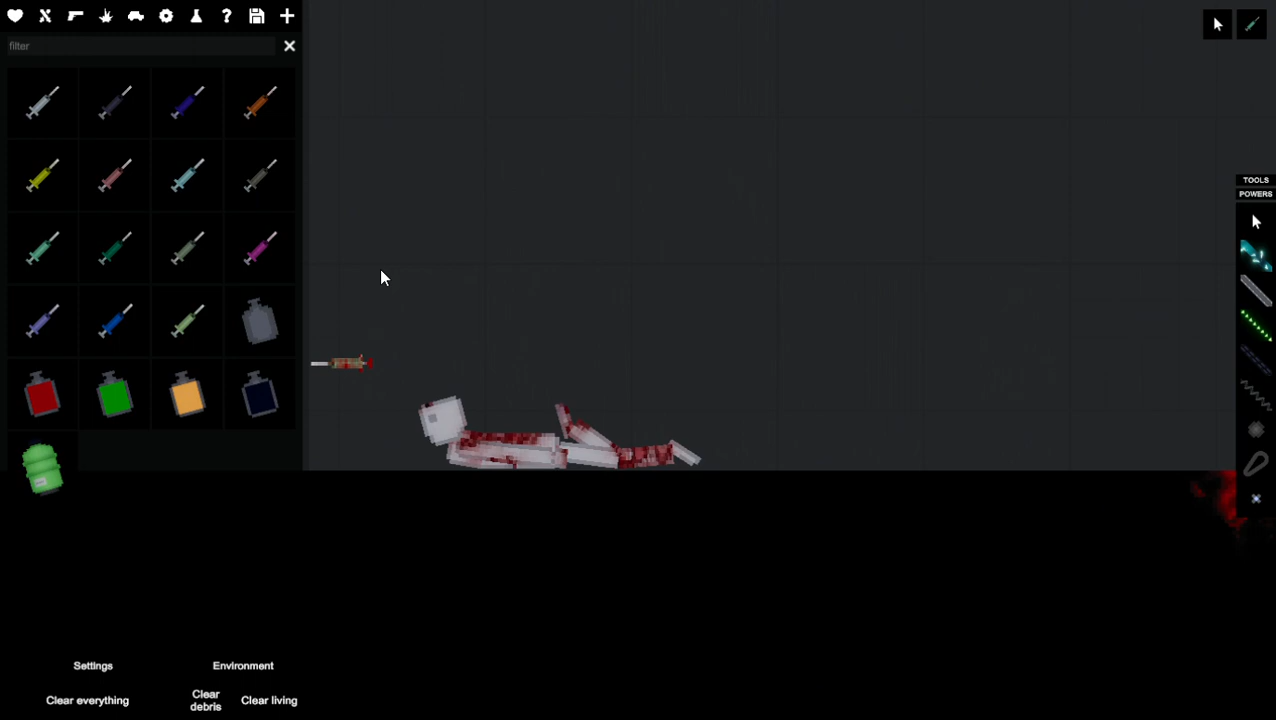 filter
TOOLS
POWERS
Settings
Environment
Clear everything
Clear debris
Clear living